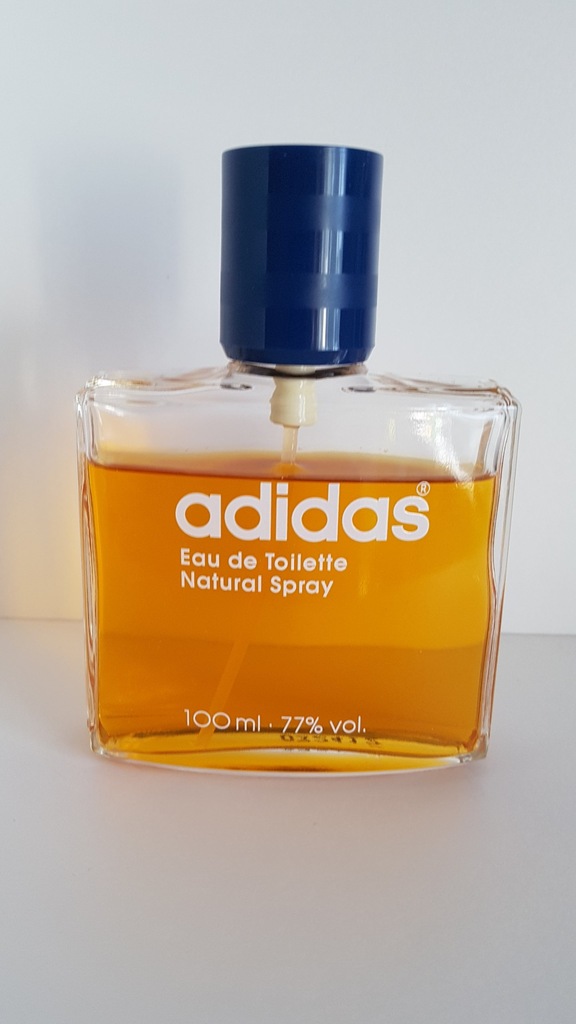 adidas®
Eau de Toilette
Natural Spray
100 ml · 77% vol.